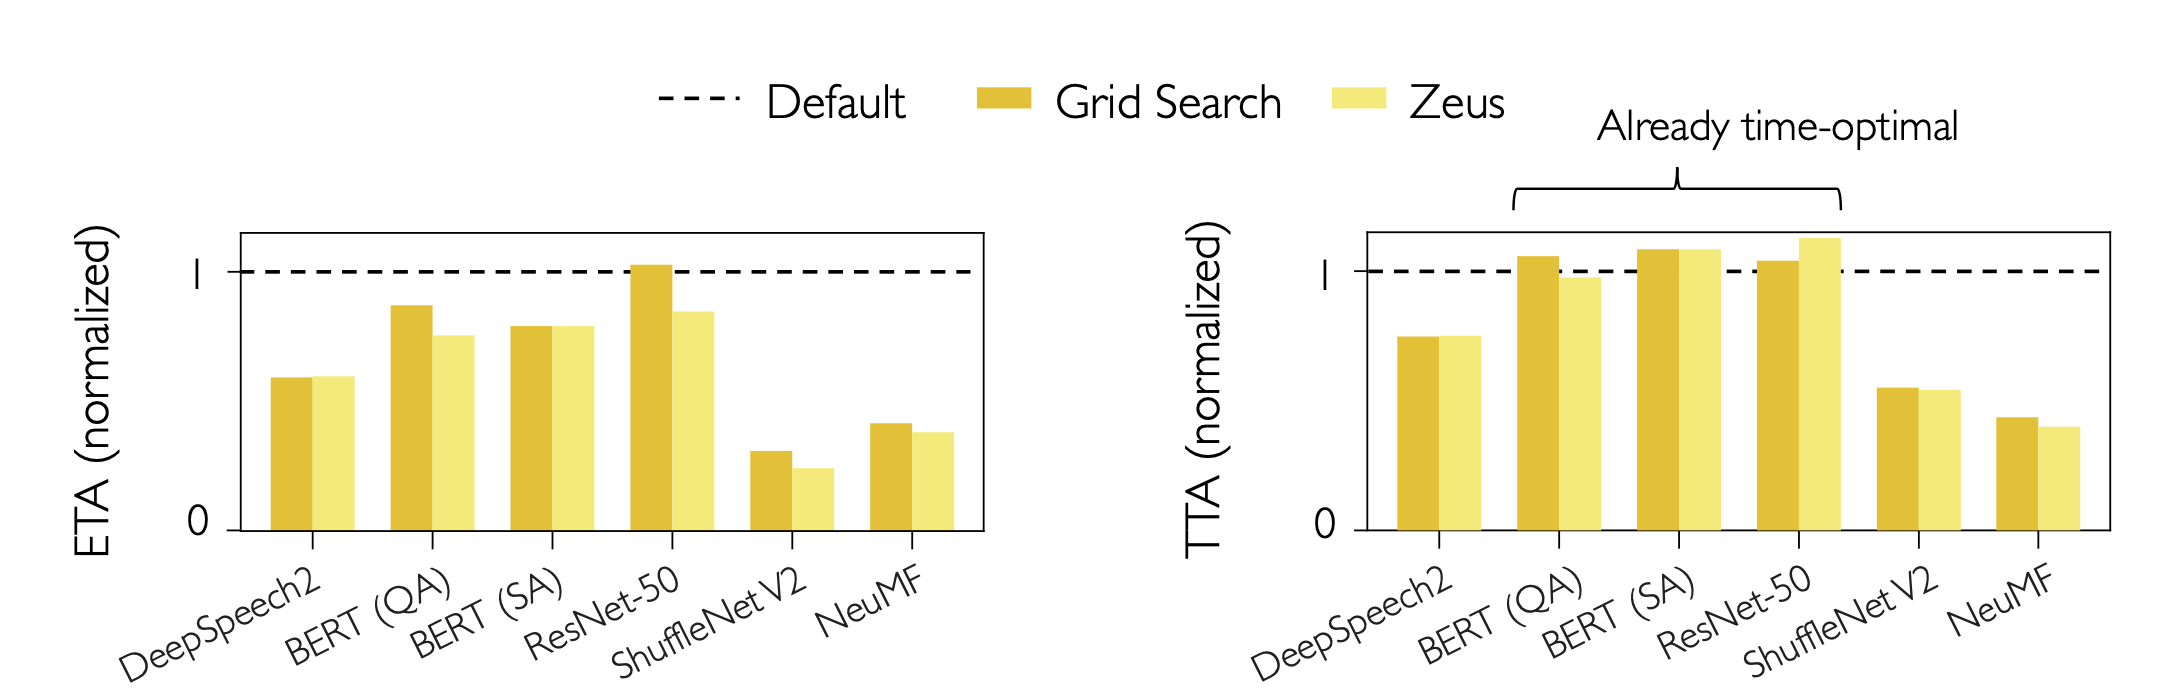 Default
Grid Search
Zeus
Already time-optimal
ETA (normalized)
1
0
DeepSpeech2
BERT (QA)
BERT (SA)
ResNet-50
ShuffleNet V2
NeuMF
TTA (normalized)
1
0
DeepSpeech2
BERT (QA)
BERT (SA)
ResNet-50
ShuffleNet V2
NeuMF